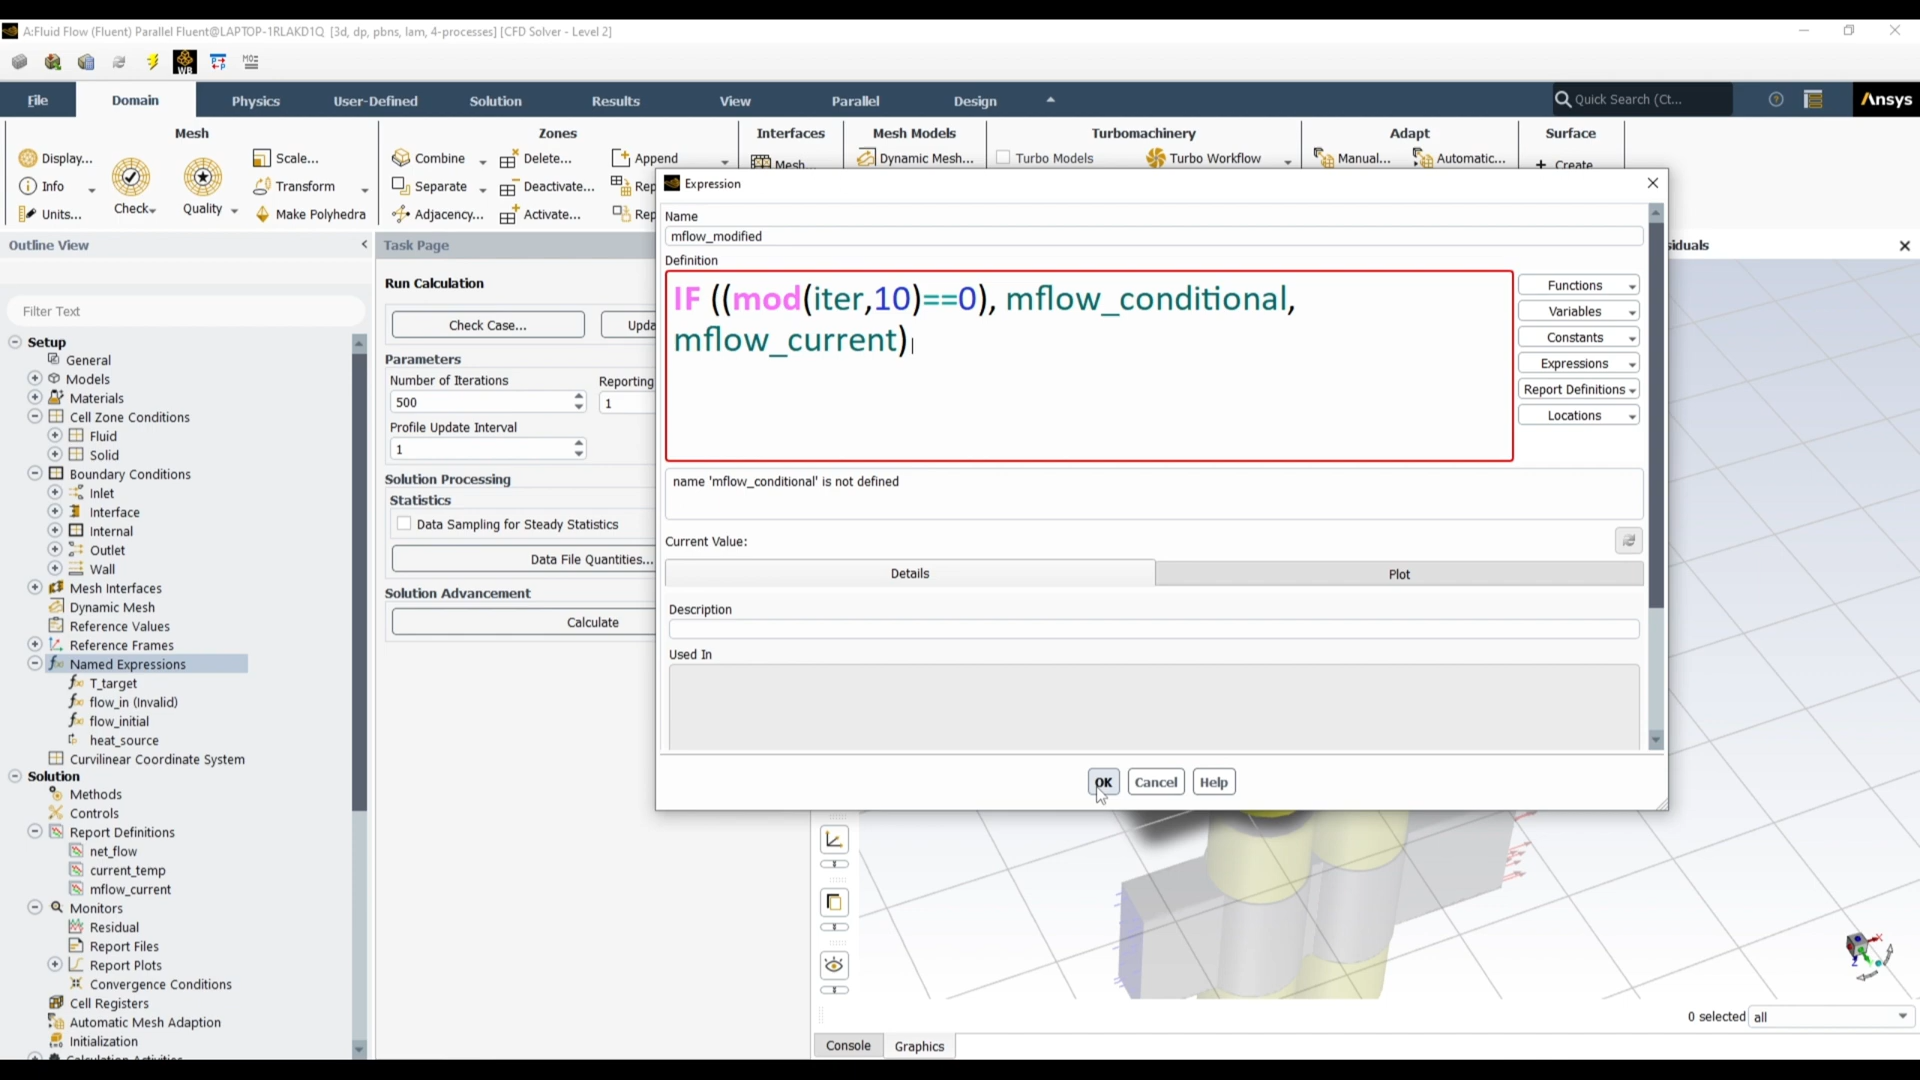 A:Fluid Flow (Fluent) Parallel Fluent@LAPTOP-1RLAKD1Q [3d, dp, pbns, lam, 4-processes] [CFD Solver - Level 2]
WB
File
Domain
Physics
User-Defined
Solution
Results
View
Parallel
Design
Quick Search (Ct...
Ansys
Mesh
Display...
Info
Units...
Check
Quality
Scale...
Transform
Make Polyhedra
Zones
Combine
Delete...
Append
Separate
Deactivate...
Rep
Adjacency...
Activate...
Rep
Interfaces
Mesh...
Mesh Models
Dynamic Mesh...
Turbomachinery
Turbo Models
Turbo Workflow
Adapt
Manual...
Automatic...
Surface
Create
Outline View
<
Filter Text
Setup
General
Models
Materials
Cell Zone Conditions
Fluid
Solid
Boundary Conditions
Inlet
Interface
Internal
Outlet
Wall
Mesh Interfaces
Dynamic Mesh
Reference Values
Reference Frames
Named Expressions
T_target
flow_in (Invalid)
flow_initial
heat_source
Curvilinear Coordinate System
Solution
Methods
Controls
Report Definitions
net_flow
current_temp
mflow_current
Monitors
Residual
Report Files
Report Plots
Convergence Conditions
Cell Registers
Automatic Mesh Adaption
Initialization
Calculation Activities
Task Page
Run Calculation
Check Case...
Upda
Parameters
Number of Iterations
Reporting
500
1
Profile Update Interval
1
Solution Processing
Statistics
Data Sampling for Steady Statistics
Data File Quantities...
Solution Advancement
Calculate
Expression
Name
mflow_modified
Definition
IF ((mod(iter,10)==0), mflow_conditional,
mflow_current)
Functions
Variables
Constants
Expressions
Report Definitions
Locations
name 'mflow_conditional' is not defined
Current Value:
Details
Plot
Description
Used In
OK
Cancel
Help
siduals
0 selected
all
Console
Graphics